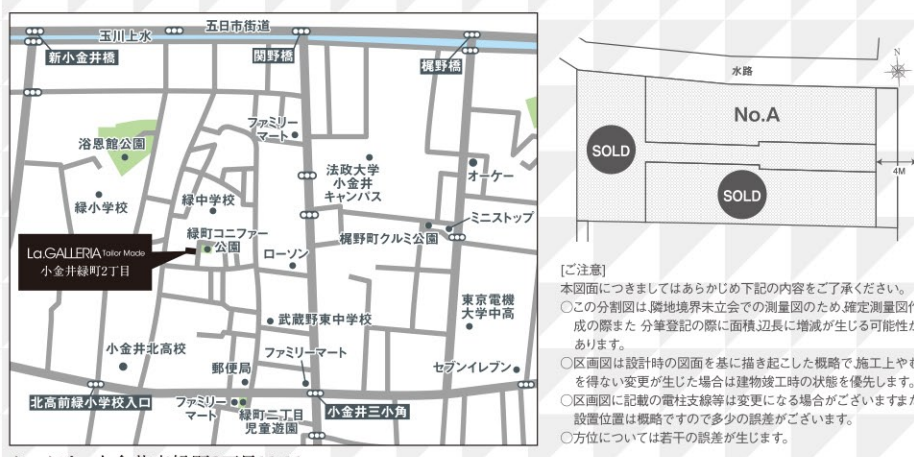 五日市街道
玉川上水
新小金井橋
関野橋
梶野橋
ファミリー
マート
浴恩館公園
法政大学
小金井
キャンパス
オーケー
緑小学校
緑中学校
ミニストップ
緑町コニファー
公園
梶野町クルミ公園
La.GALLERIA Tailor Made
小金井緑町2丁目
ローソン
東京電機
大学中高
武蔵野東中学校
小金井北高校
ファミリーマート
郵便局
セブンイレブン
北高前緑小学校入口
ファミリー
マート
緑町二丁目
児童遊園
小金井三小角
水路
N
No.A
SOLD
SOLD
4M
[ご注意]
本図面につきましてはあらかじめ下記の内容をご了承ください。
○この分割図は、隣地境界未立会での測量図のため、確定測量図作
成の際また 分筆登記の際に面積、辺長に増減が生じる可能性が
あります。
○区画図は設計時の図面を基に描き起こした概略で、施工上やむ
を得ない変更が生じた場合は建物竣工時の状態を優先します。
○区画図に記載の電柱支線等は変更になる場合がございますまた
設置位置は概略ですので多少の誤差がございます。
○方位については若干の誤差が生じます。